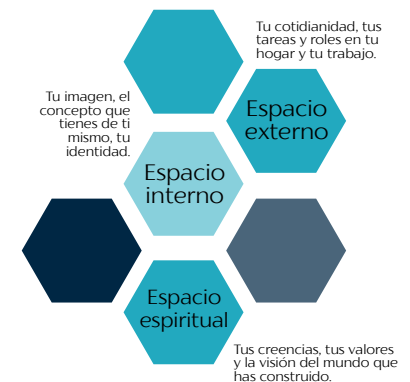 Tu cotidianidad, tus
tareas y roles en tu
hogar y tu trabajo.
Espacio
externo
Tu imagen, el
concepto que
tienes de ti
mismo, tu
identidad.
Espacio
interno
Espacio
espiritual
Tus creencias, tus valores
y la visión del mundo que
has construido.